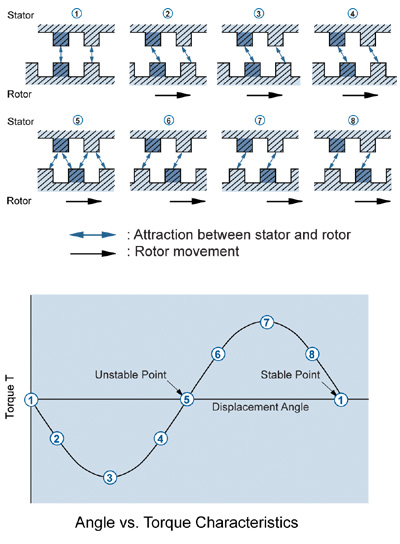 Stator ① ② ③ ④
Rotor
Stator ⑤ ⑥ ⑦ ⑧
Rotor
: Attraction between stator and rotor
: Rotor movement
Torque T
Unstable Point
Stable Point
Displacement Angle
1 2 3 4 5 6 7 8 1
Angle vs. Torque Characteristics